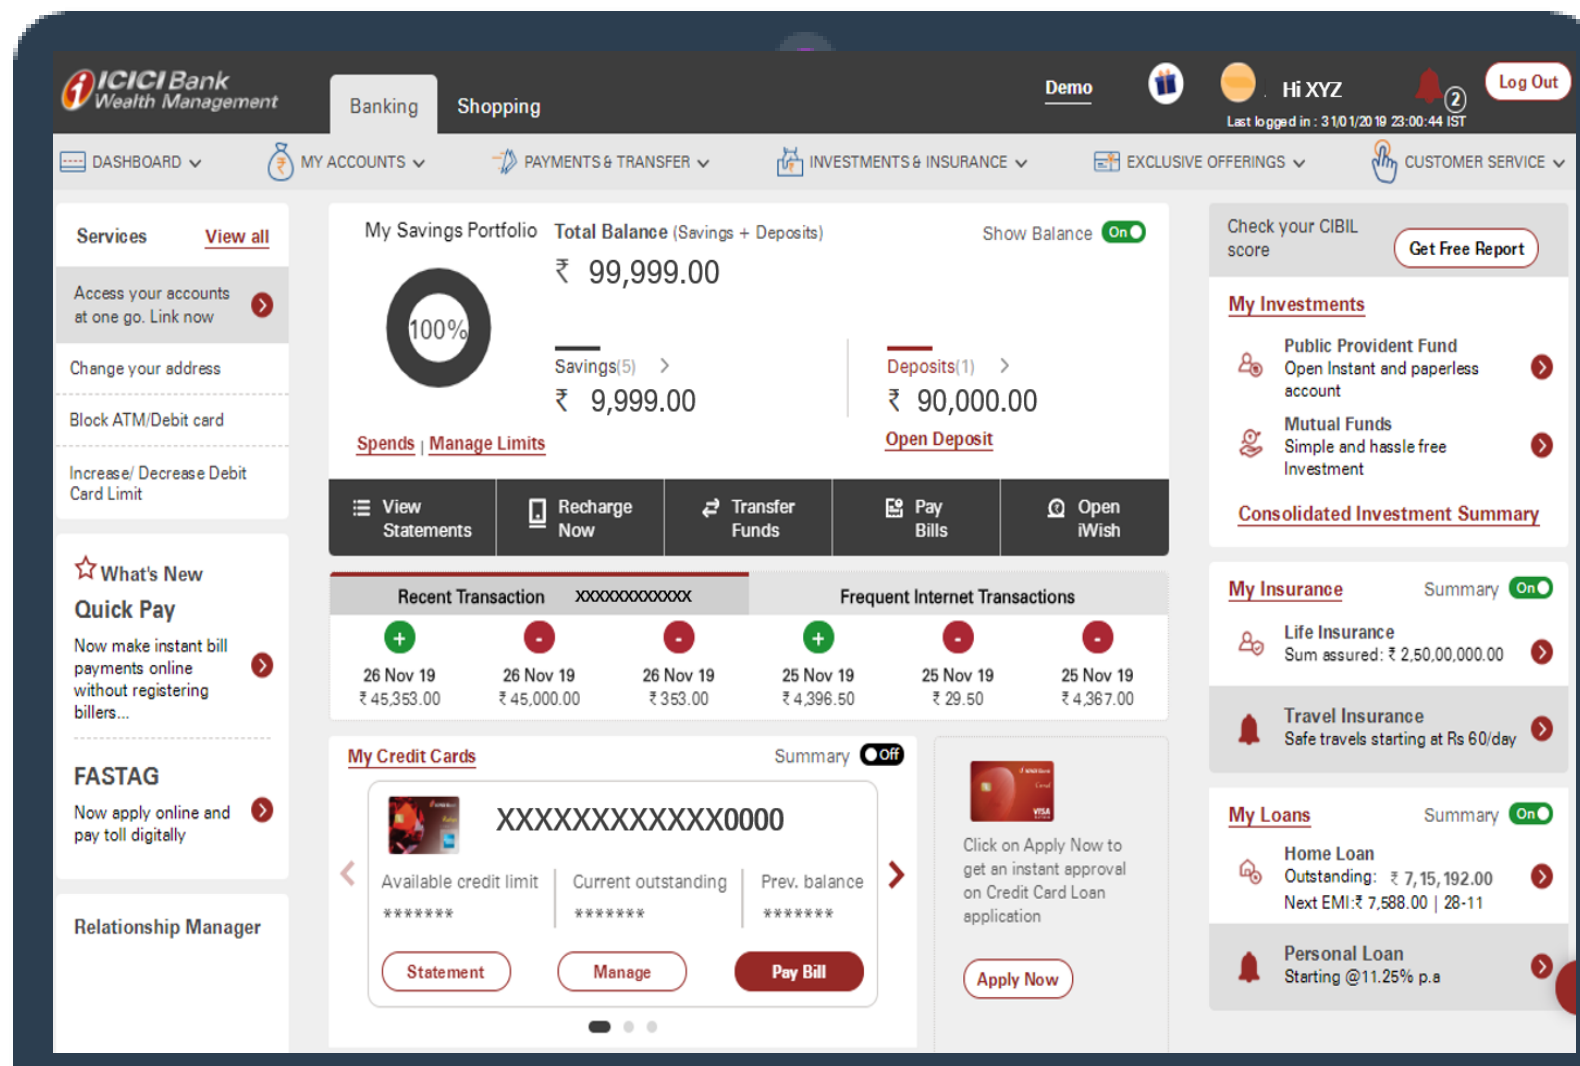 ICICI Bank
Wealth Management
Banking
Shopping
Demo
Hi XYZ
2
Log Out
Last logged in : 31/01/2019 23:00:44 IST
DASHBOARD
MY ACCOUNTS
PAYMENTS & TRANSFER
INVESTMENTS & INSURANCE
EXCLUSIVE OFFERINGS
CUSTOMER SERVICE
Services
View all
Access your accounts
at one go. Link now
Change your address
Block ATM/Debit card
Increase/ Decrease Debit
Card Limit
What's New
Quick Pay
Now make instant bill
payments online
without registering
billers...
FASTAG
Now apply online and
pay toll digitally
Relationship Manager
My Savings Portfolio
100%
Total Balance (Savings + Deposits)
₹ 99,999.00
Show Balance
On
Savings(5)
₹ 9,999.00
Deposits(1)
₹ 90,000.00
Spends | Manage Limits
Open Deposit
View
Statements
Recharge
Now
Transfer
Funds
Pay
Bills
Open
iWish
Recent Transaction XXXXXXXXXXXX
Frequent Internet Transactions
+
-
-
+
-
-
26 Nov 19
₹ 45,353.00
26 Nov 19
₹ 45,000.00
26 Nov 19
₹ 353.00
25 Nov 19
₹ 4,396.50
25 Nov 19
₹ 29.50
25 Nov 19
₹ 4,367.00
My Credit Cards
Summary
Off
XXXXXXXXXXXX0000
Available credit limit
*******
Current outstanding
*******
Prev. balance
*******
Statement
Manage
Pay Bill
VISA
Click on Apply Now to
get an instant approval
on Credit Card Loan
application
Apply Now
Check your CIBIL
score
Get Free Report
My Investments
Public Provident Fund
Open Instant and paperless
account
Mutual Funds
Simple and hassle free
Investment
Consolidated Investment Summary
My Insurance
Summary
On
Life Insurance
Sum assured: ₹ 2,50,00,000.00
Travel Insurance
Safe travels starting at Rs 60/day
My Loans
Summary
On
Home Loan
Outstanding: ₹ 7,15,192.00
Next EMI:₹ 7,588.00 | 28-11
Personal Loan
Starting @11.25% p.a